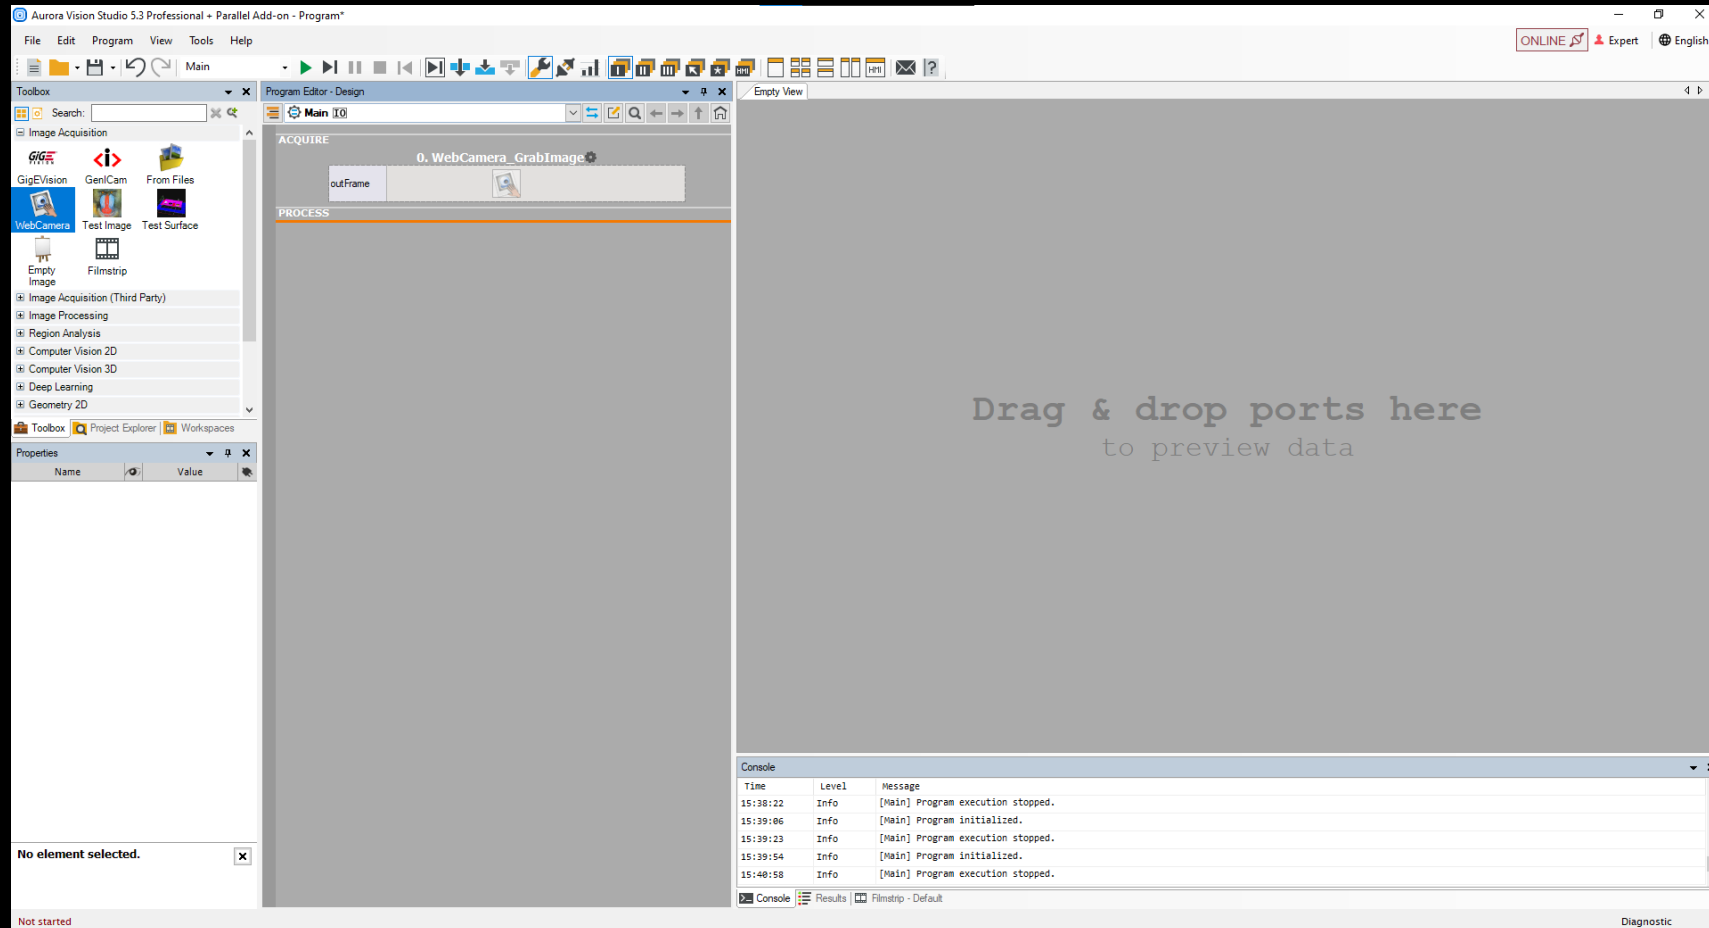 Aurora Vision Studio 5.3 Professional + Parallel Add-on - Program*
File Edit Program View Tools Help
ONLINE Expert English
Main
HMI HMI ?
Toolbox
Search:
Image Acquisition
GigEVision GenICam From Files
WebCamera Test Image Test Surface
Empty Image Filmstrip
Image Acquisition (Third Party)
Image Processing
Region Analysis
Computer Vision 2D
Computer Vision 3D
Deep Learning
Geometry 2D
Toolbox Project Explorer Workspaces
Properties
Name Value
No element selected.
Not started
Program Editor - Design
Main IO
ACQUIRE
0. WebCamera_GrabImage
outFrame
PROCESS
Empty View
Drag & drop ports here
to preview data
Console
Time Level Message
15:38:22 Info [Main] Program execution stopped.
15:39:06 Info [Main] Program initialized.
15:39:23 Info [Main] Program execution stopped.
15:39:54 Info [Main] Program initialized.
15:40:58 Info [Main] Program execution stopped.
Console Results Filmstrip - Default
Diagnostic